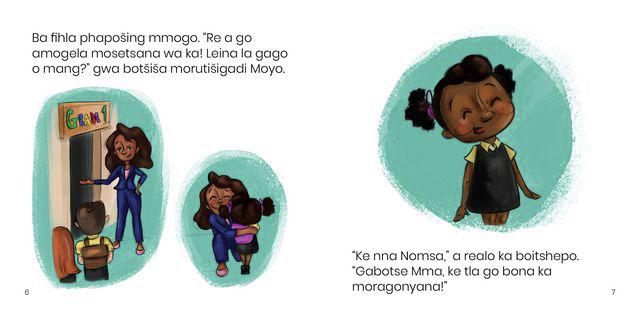 Ba fihla phapošing mmogo. “Re a go
amogela mosetsana wa ka! Leina la gago
o mang?” gwa botšiša morutišigadi Moyo.
GRADE 1
6
“Ke nna Nomsa,” a realo ka boitshepo.
“Gabotse Mma, ke tla go bona ka
moragonyana!”
7